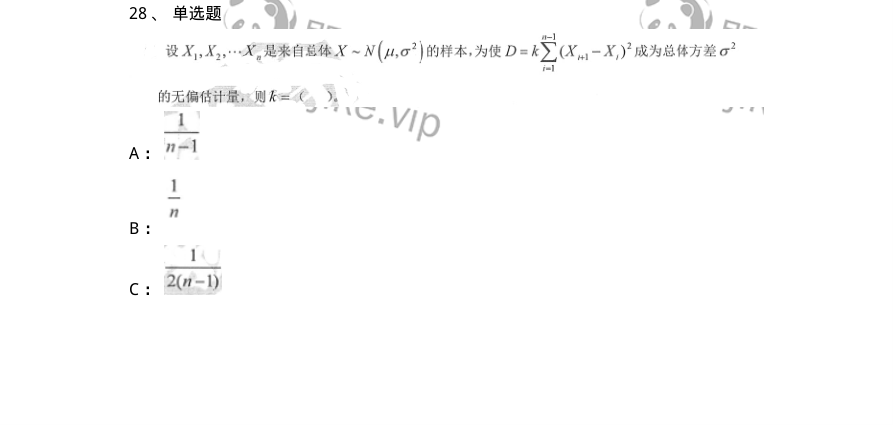 28 、 单选题
设 X₁, X₂, ⋯ Xₙ 是来自总体 X ~ N(μ,σ²) 的样本,为使 D = k∑_{i=1}^{n−1}(X_{i+1} − X_i)² 成为总体方差 σ²
的无偏估计量, 则 k = ( )。
A : 1/(n−1)
B : 1/n
C : 1/(2(n−1))
.vip